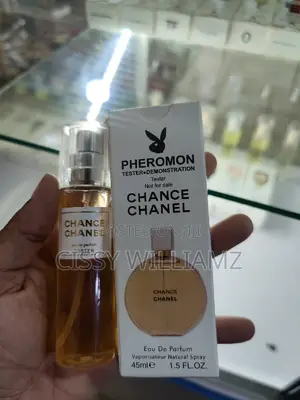 PHEROMON
TESTER•DEMONSTRATION
Tester
Not for sale
CHANCE
CHANEL
CHANCE
CHANEL
eau de parfum
CISSY WILLIAMZ
CHANCE
CHANEL
Eau De Parfum
Vaporisateur Natural Spray
45ml e 1.5 FL.OZ.